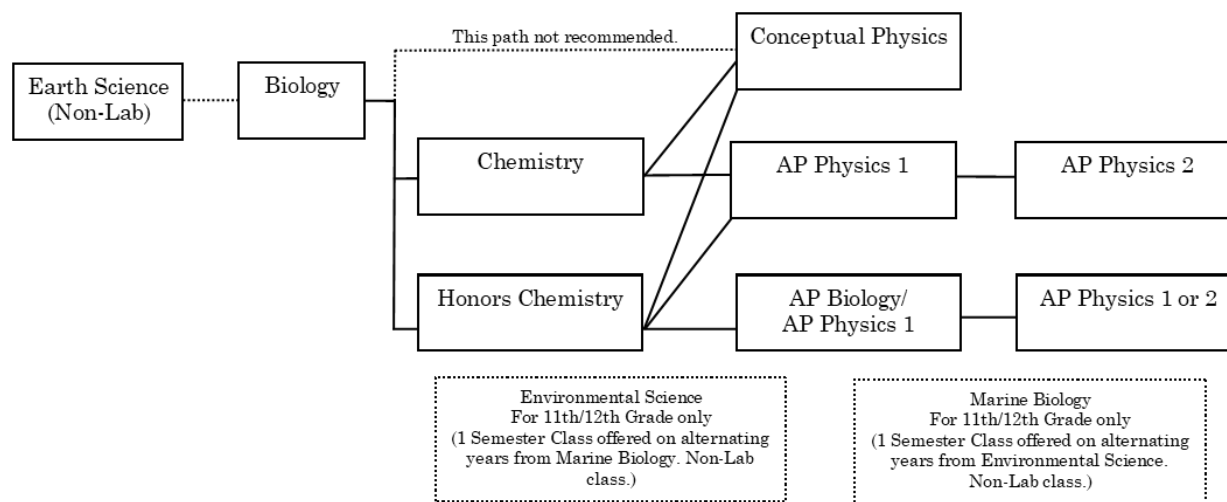 This path not recommended.
Conceptual Physics
Earth Science
(Non-Lab)
Biology
Chemistry
AP Physics 1
AP Physics 2
Honors Chemistry
AP Biology/
AP Physics 1
AP Physics 1 or 2
Environmental Science
For 11th/12th Grade only
(1 Semester Class offered on alternating
years from Marine Biology. Non-Lab
class.)
Marine Biology
For 11th/12th Grade only
(1 Semester Class offered on alternating
years from Environmental Science.
Non-Lab class.)